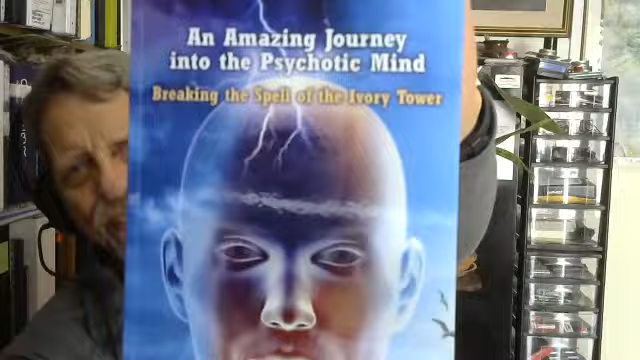 An Amazing Journey
into the Psychotic Mind
Breaking the Spell of the Ivory Tower